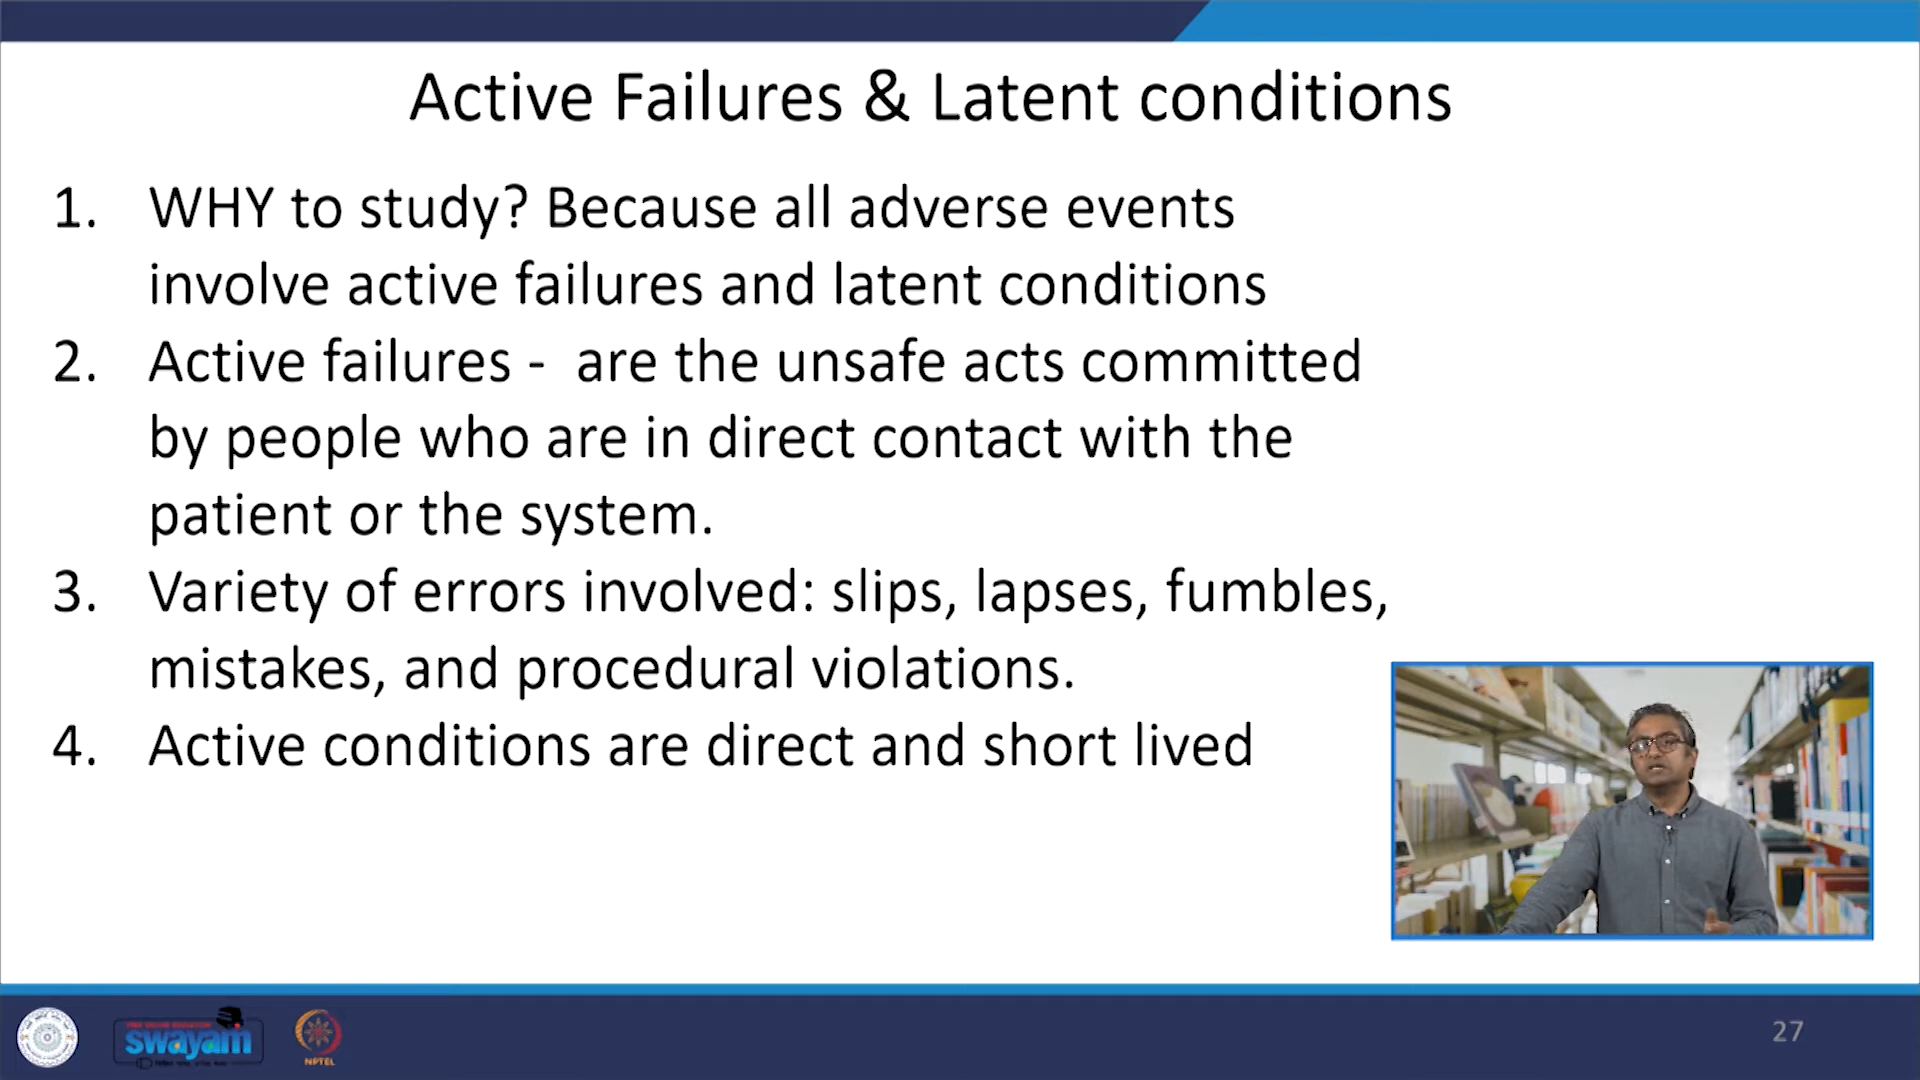 Active Failures & Latent conditions
1. WHY to study? Because all adverse events
involve active failures and latent conditions
2. Active failures -  are the unsafe acts committed
by people who are in direct contact with the
patient or the system.
3. Variety of errors involved: slips, lapses, fumbles,
mistakes, and procedural violations.
4. Active conditions are direct and short lived
swayam
NPTEL
27